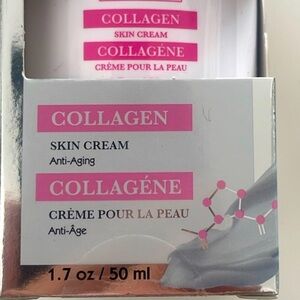 COLLAGEN
SKIN CREAM
COLLAGÉNE
CRÈME POUR LA PEAU
COLLAGEN
SKIN CREAM
Anti-Aging
COLLAGÉNE
CRÈME POUR LA PEAU
Anti-Âge
1.7 oz / 50 ml